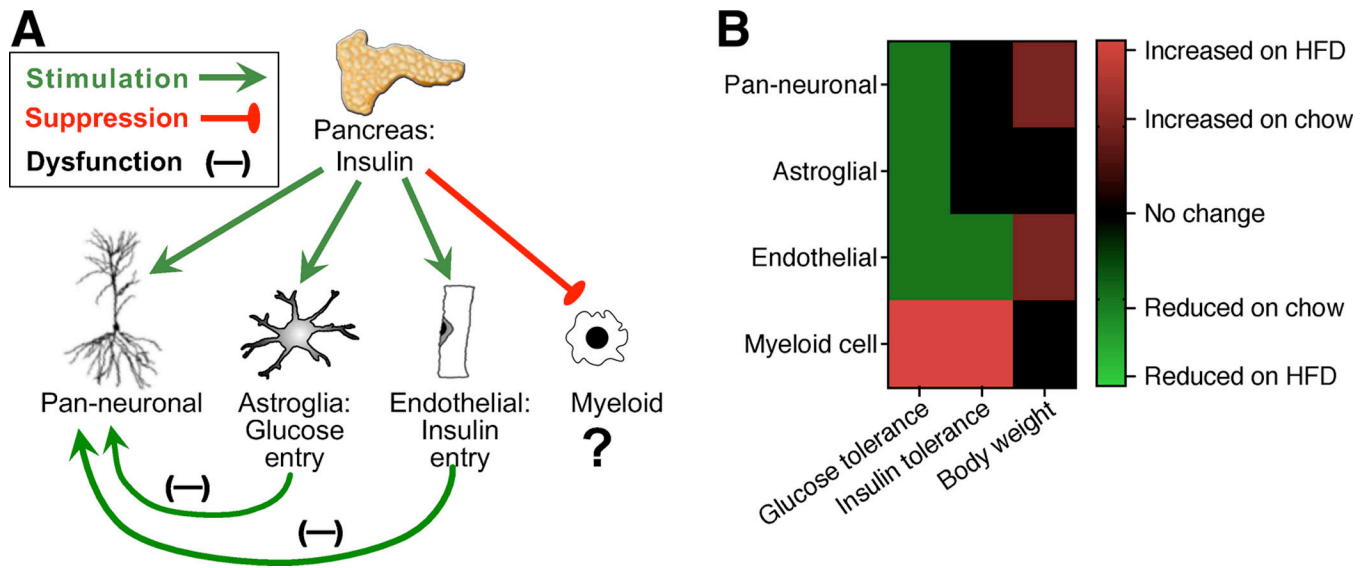 A
Stimulation
Suppression
Dysfunction (—)
Pancreas:
Insulin
Pan-neuronal
Astroglia:
Glucose
entry
Endothelial:
Insulin
entry
Myeloid
?
(—)
(—)
B
Pan-neuronal
Astroglial
Endothelial
Myeloid cell
Glucose tolerance
Insulin tolerance
Body weight
Increased on HFD
Increased on chow
No change
Reduced on chow
Reduced on HFD